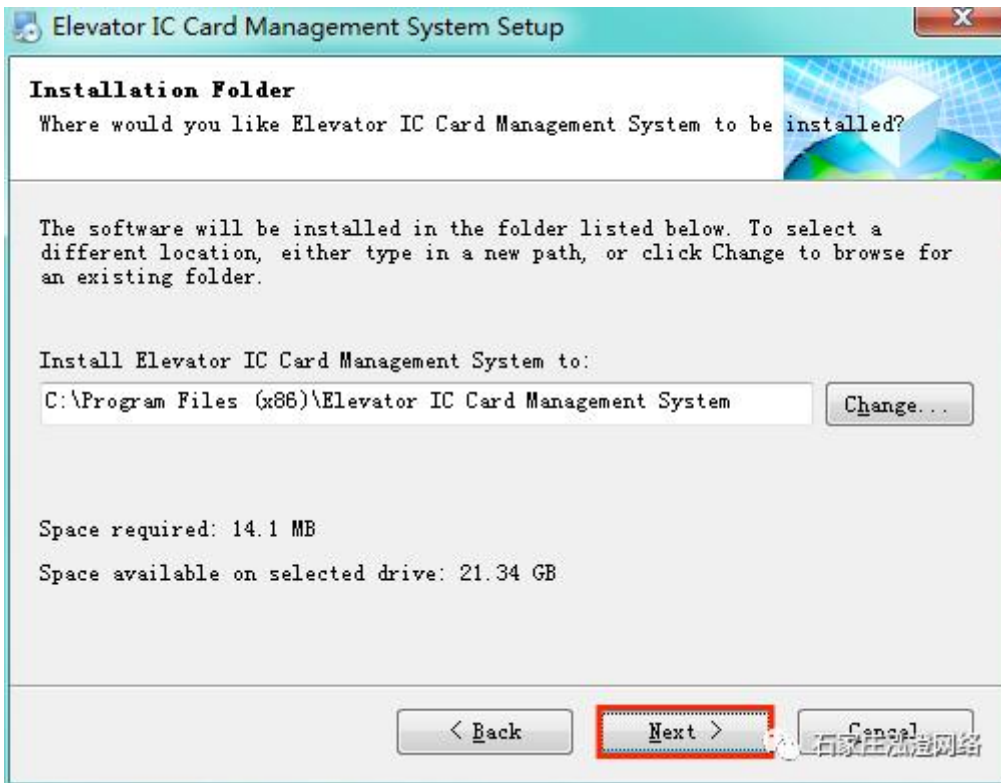 Elevator IC Card Management System Setup
Installation Folder
Where would you like Elevator IC Card Management System to be installed?
The software will be installed in the folder listed below. To select a
different location, either type in a new path, or click Change to browse for
an existing folder.
Install Elevator IC Card Management System to:
C:\Program Files (x86)\Elevator IC Card Management System
Change...
Space required: 14.1 MB
Space available on selected drive: 21.34 GB
< Back
Next >
Cancel
石家庄泓澄网络